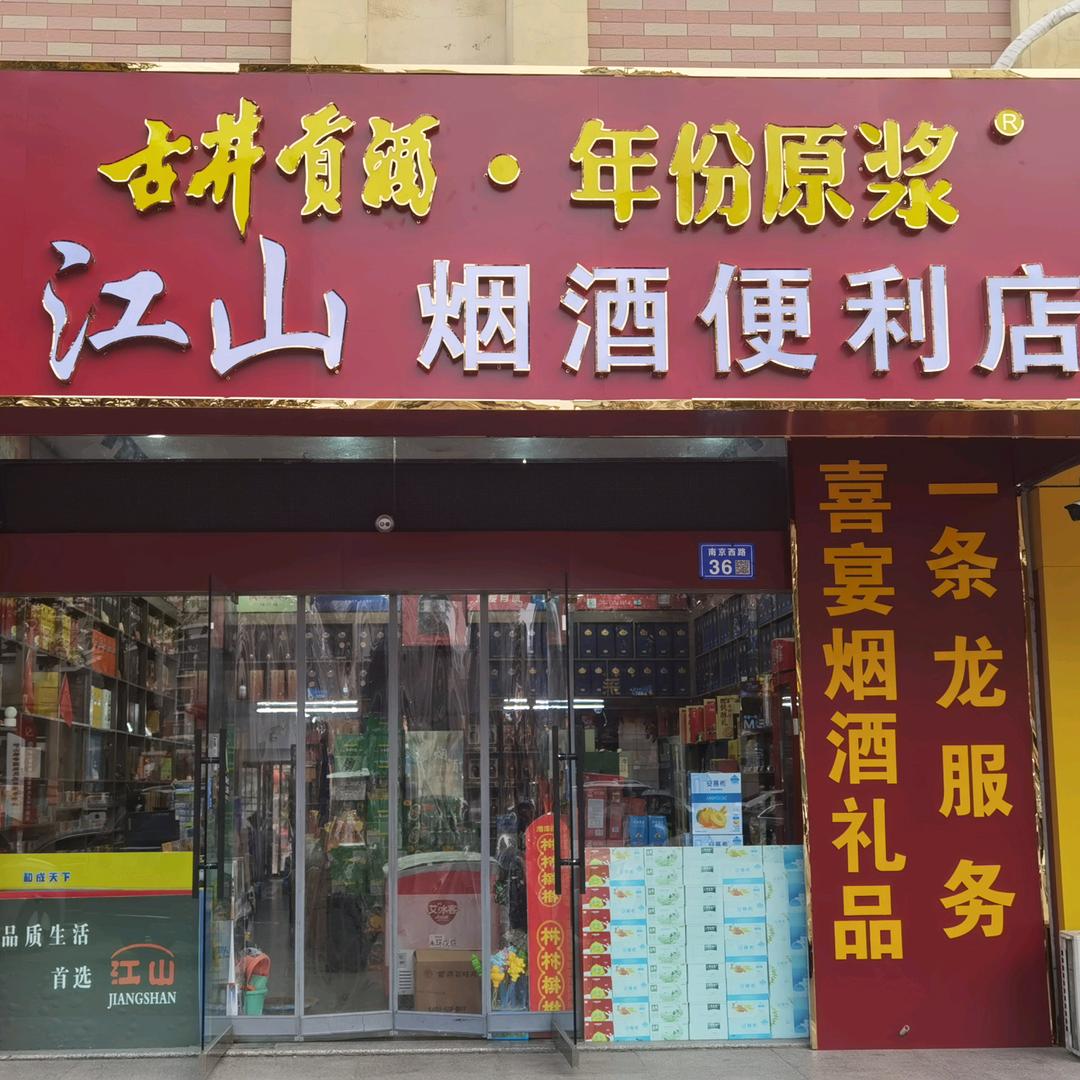 古井贡酒·年份原浆®
江山 烟酒便利店
一条龙服务
喜宴烟酒礼品
南京西路
36
和成天下
品质生活
首选
江山
JIANGSHAN